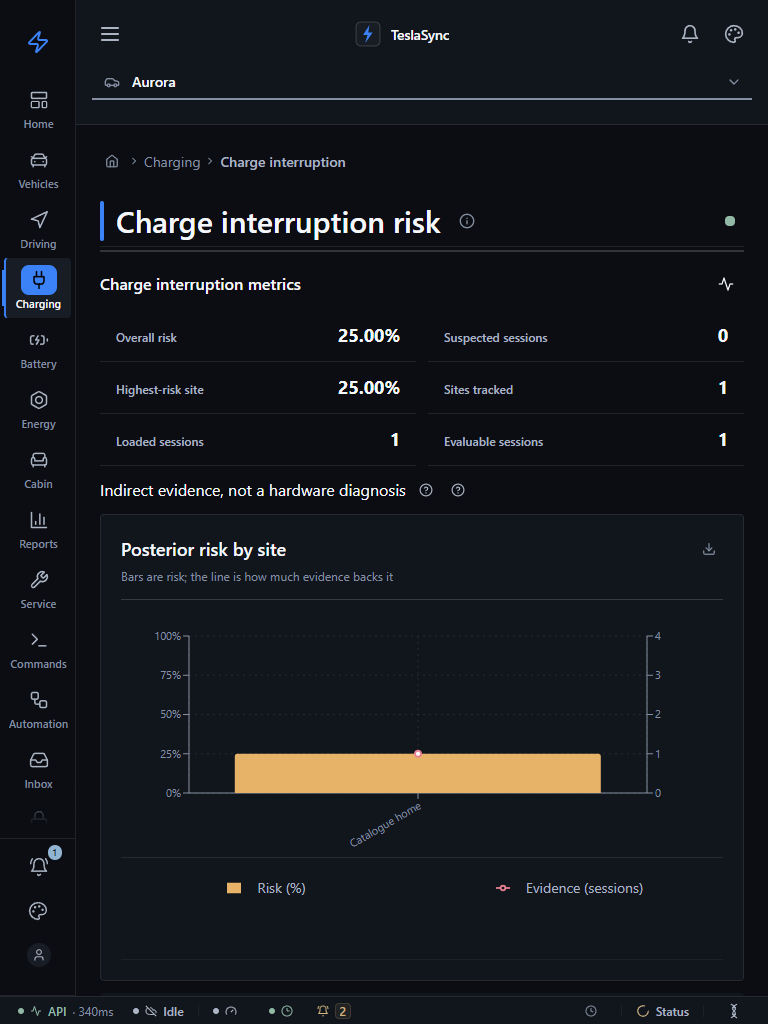 TeslaSync
Aurora
Home
Vehicles
Driving
Charging
Battery
Energy
Cabin
Reports
Service
Commands
Automation
Inbox
1
Charging
Charge interruption
Charge interruption risk
Charge interruption metrics
Overall risk 25.00%
Suspected sessions 0
Highest-risk site 25.00%
Sites tracked 1
Loaded sessions 1
Evaluable sessions 1
Indirect evidence, not a hardware diagnosis
Posterior risk by site
Bars are risk; the line is how much evidence backs it
100% 4
75% 3
50% 2
25% 1
0% 0
Catalogue home
Risk (%) Evidence (sessions)
API · 340ms Idle 2 Status